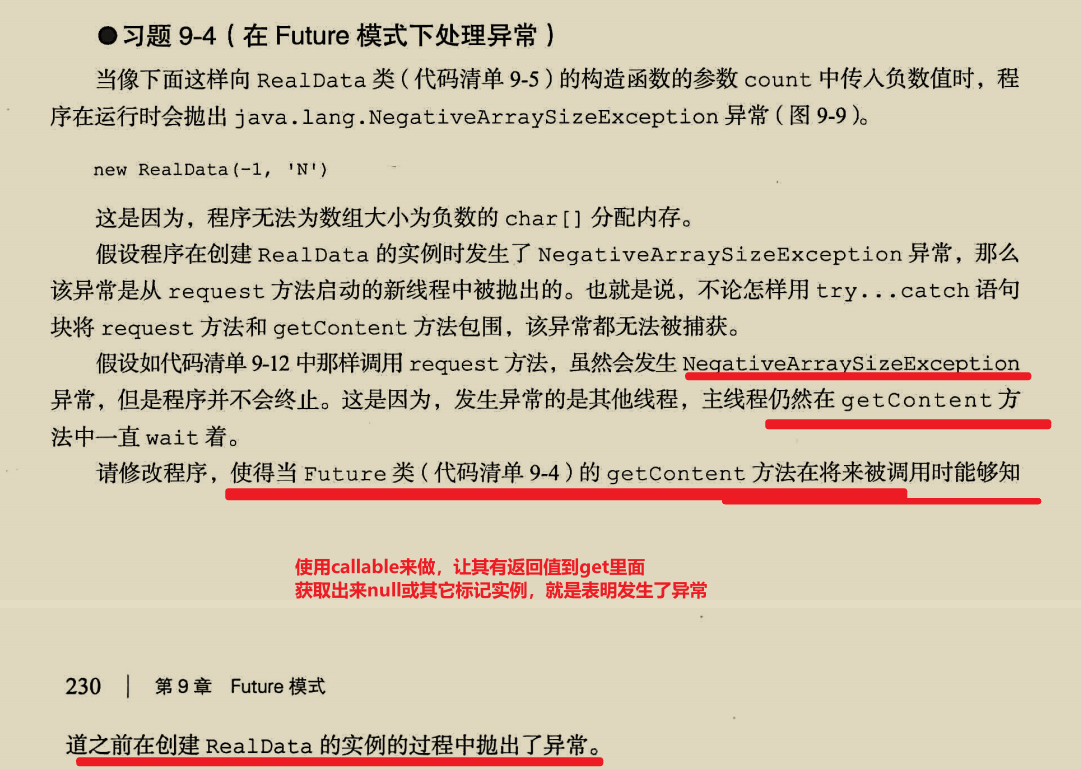 ●习题 9-4（在 Future 模式下处理异常）
当像下面这样向 RealData 类（代码清单 9-5）的构造函数的参数 count 中传入负数值时，程
序在运行时会抛出 java.lang.NegativeArraySizeException 异常（图 9-9）。
new RealData(-1, 'N')
这是因为，程序无法为数组大小为负数的 char[] 分配内存。
假设程序在创建 RealData 的实例时发生了 NegativeArraySizeException 异常，那么
该异常是从 request 方法启动的新线程中被抛出的。也就是说，不论怎样用 try...catch 语句
块将 request 方法和 getContent 方法包围，该异常都无法被捕获。
假设如代码清单 9-12 中那样调用 request 方法，虽然会发生 NegativeArraySizeException
异常，但是程序并不会终止。这是因为，发生异常的是其他线程，主线程仍然在 getContent 方
法中一直 wait 着。
请修改程序，使得当 Future 类（代码清单 9-4）的 getContent 方法在将来被调用时能够知
使用callable来做，让其有返回值到get里面
获取出来null或其它标记实例，就是表明发生了异常
230 | 第 9 章 Future 模式
道之前在创建 RealData 的实例的过程中抛出了异常。